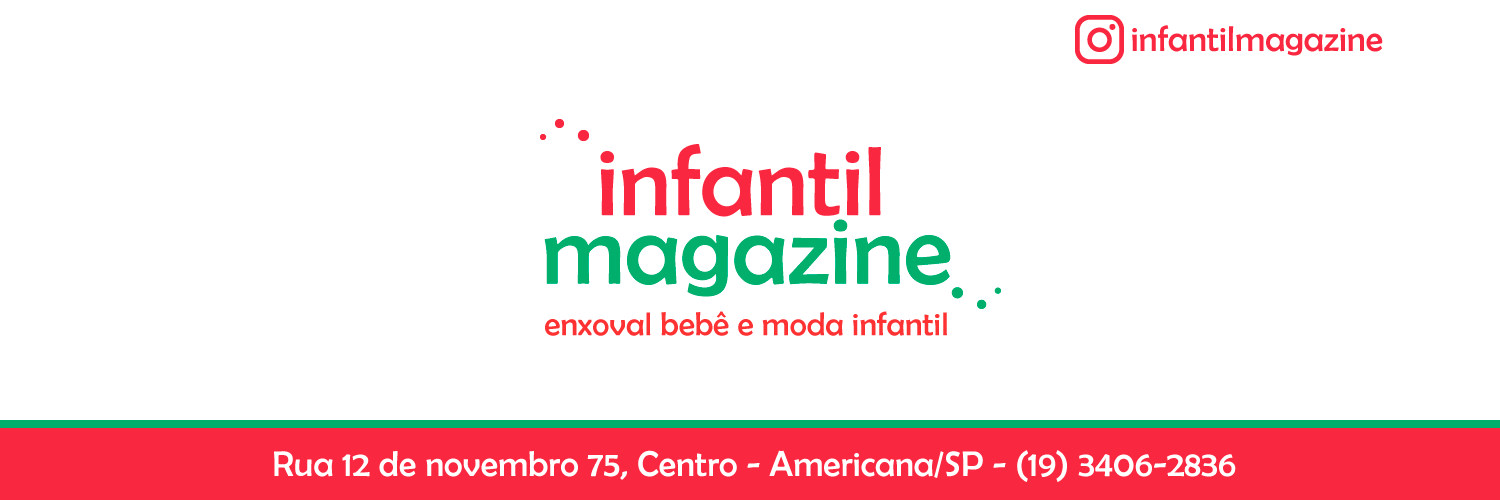 infantilmagazine
infantil
magazine
enxoval bebê e moda infantil
Rua 12 de novembro 75, Centro - Americana/SP - (19) 3406-2836